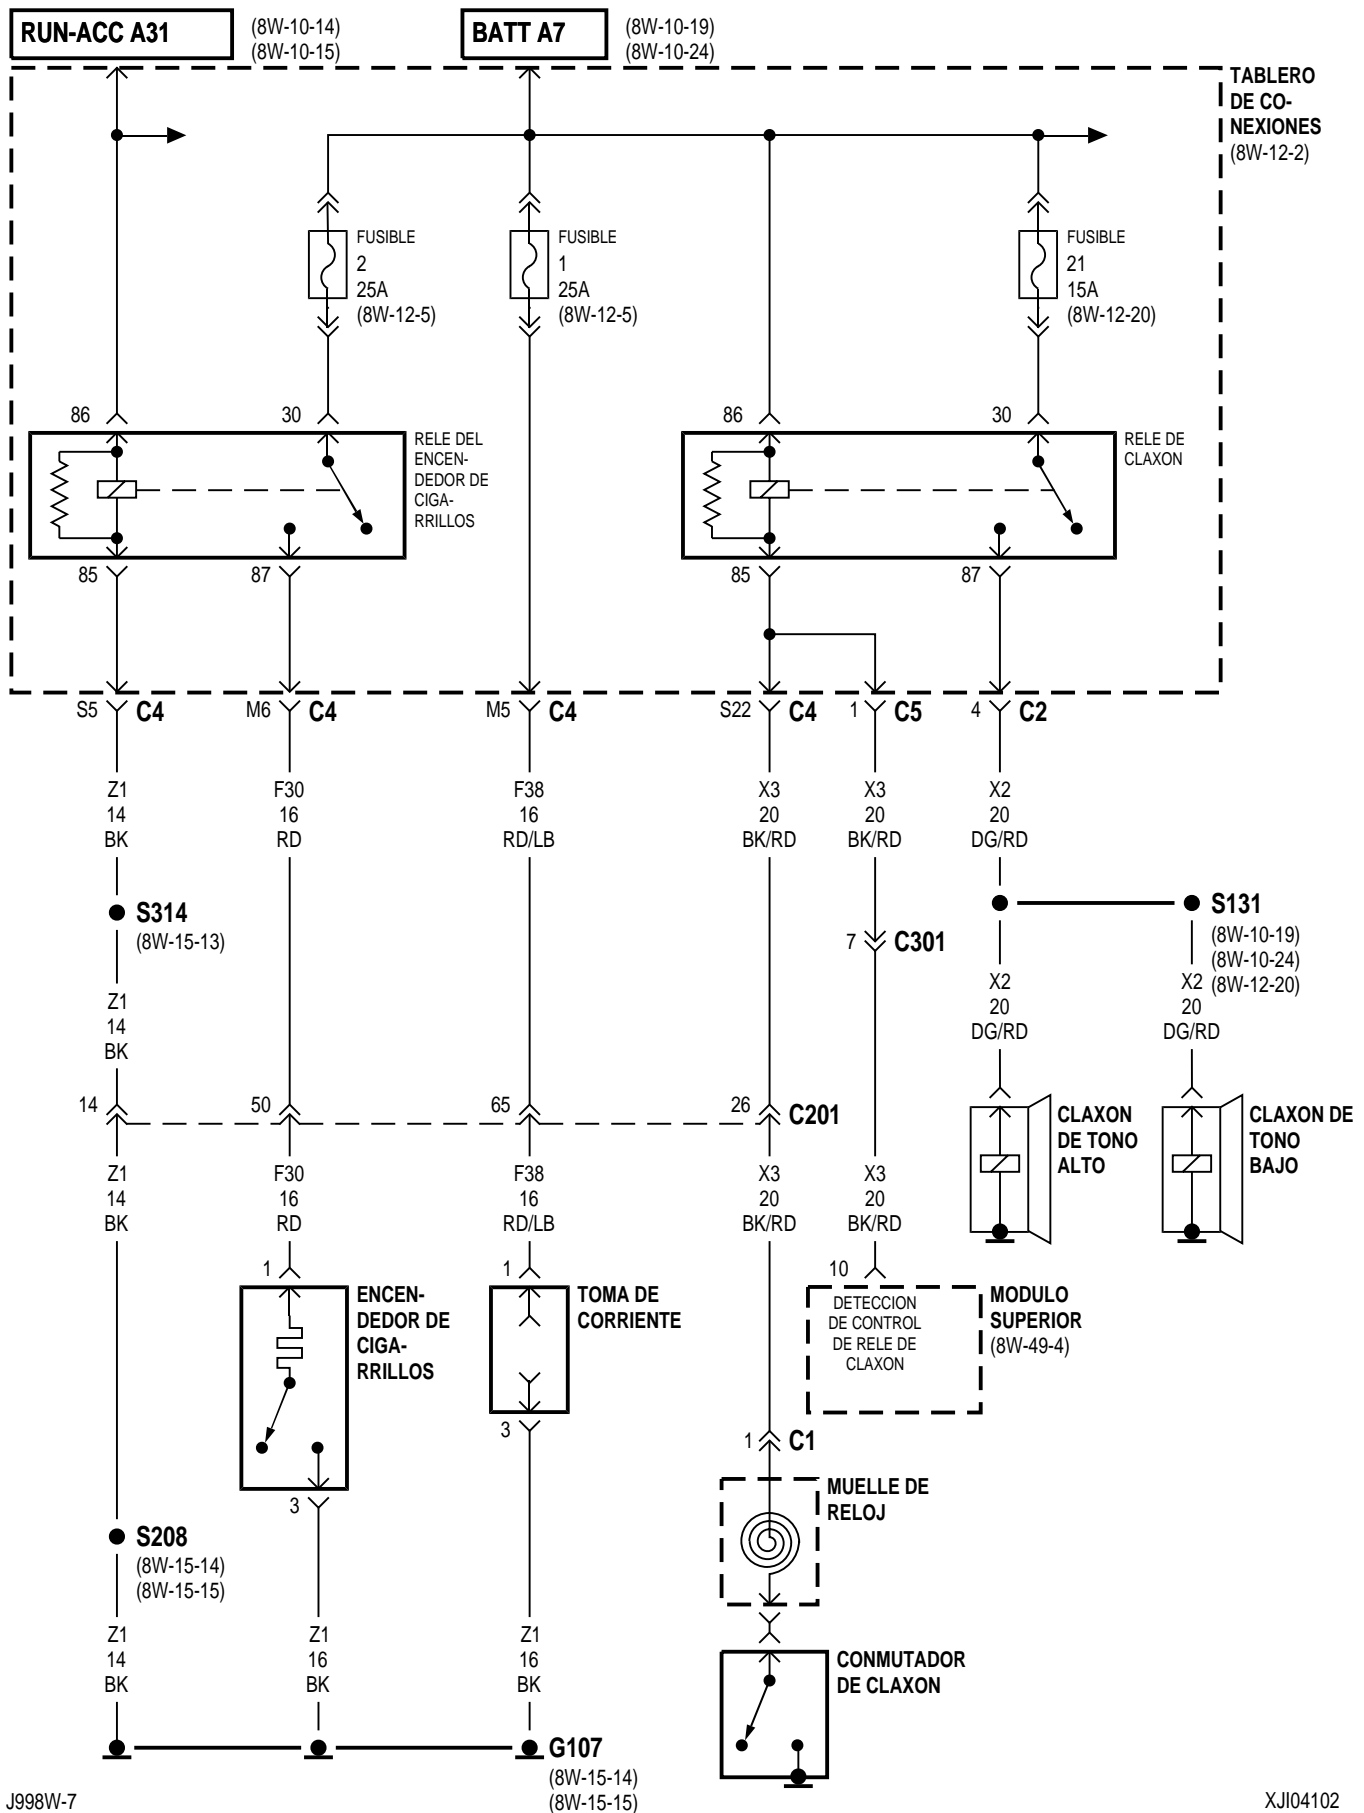 RUN-ACC A31
(8W-10-14)
(8W-10-15)
BATT A7
(8W-10-19)
(8W-10-24)
TABLERO
DE CO-
NEXIONES
(8W-12-2)
FUSIBLE
2
25A
(8W-12-5)
FUSIBLE
1
25A
(8W-12-5)
FUSIBLE
21
15A
(8W-12-20)
86
30
RELE DEL
ENCEN-
DEDOR DE
CIGA-
RRILLOS
86
30
RELE DE
CLAXON
85
87
85
87
S5 C4
M6 C4
M5 C4
S22 C4
1 C5
4 C2
Z1
14
BK
F30
16
RD
F38
16
RD/LB
X3
20
BK/RD
X3
20
BK/RD
X2
20
DG/RD
S314
(8W-15-13)
7 C301
S131
(8W-10-19)
(8W-10-24)
(8W-12-20)
Z1
14
BK
X2
20
DG/RD
X2
20
DG/RD
14
50
65
26 C201
CLAXON
DE TONO
ALTO
CLAXON DE
TONO
BAJO
Z1
14
BK
F30
16
RD
F38
16
RD/LB
X3
20
BK/RD
X3
20
BK/RD
1
ENCEN-
DEDOR DE
CIGA-
RRILLOS
1
TOMA DE
CORRIENTE
10
DETECCION
DE CONTROL
DE RELE DE
CLAXON
MODULO
SUPERIOR
(8W-49-4)
3
3
1 C1
MUELLE DE
RELOJ
S208
(8W-15-14)
(8W-15-15)
Z1
14
BK
Z1
16
BK
Z1
16
BK
CONMUTADOR
DE CLAXON
G107
(8W-15-14)
(8W-15-15)
J998W-7
XJI04102